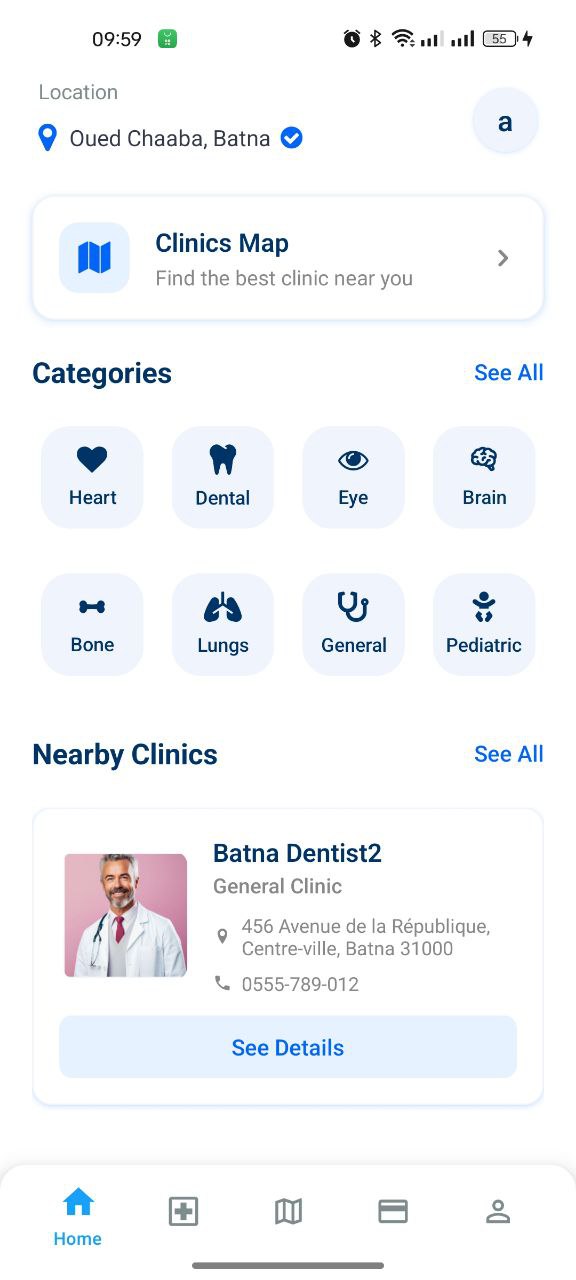 09:59
55
Location
Oued Chaaba, Batna
a
Clinics Map
Find the best clinic near you
Categories
See All
Heart
Dental
Eye
Brain
Bone
Lungs
General
Pediatric
Nearby Clinics
See All
Batna Dentist2
General Clinic
456 Avenue de la République,
Centre-ville, Batna 31000
0555-789-012
See Details
Home